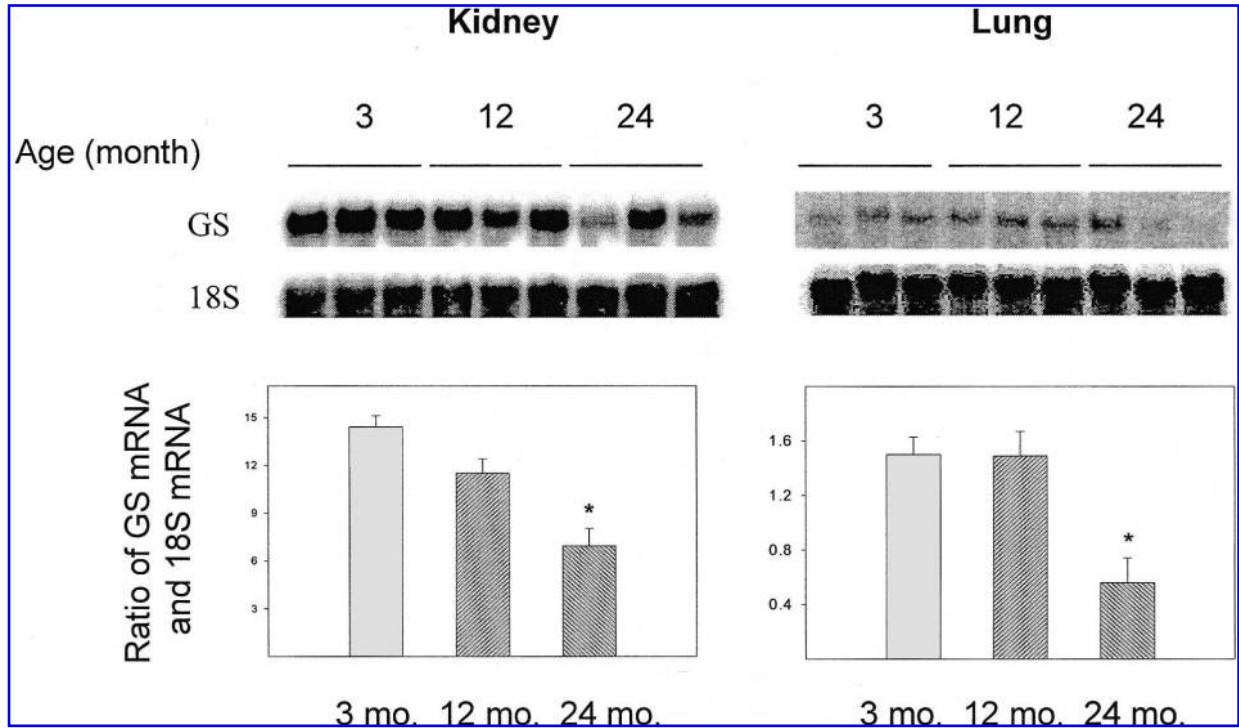 Kidney Lung
3 12 24 3 12 24
Age (month)
GS
18S
Ratio of GS mRNA
and 18S mRNA
15
12
9
6
3
*
1.6
1.2
0.8
0.4
*
3 mo. 12 mo. 24 mo. 3 mo. 12 mo. 24 mo.